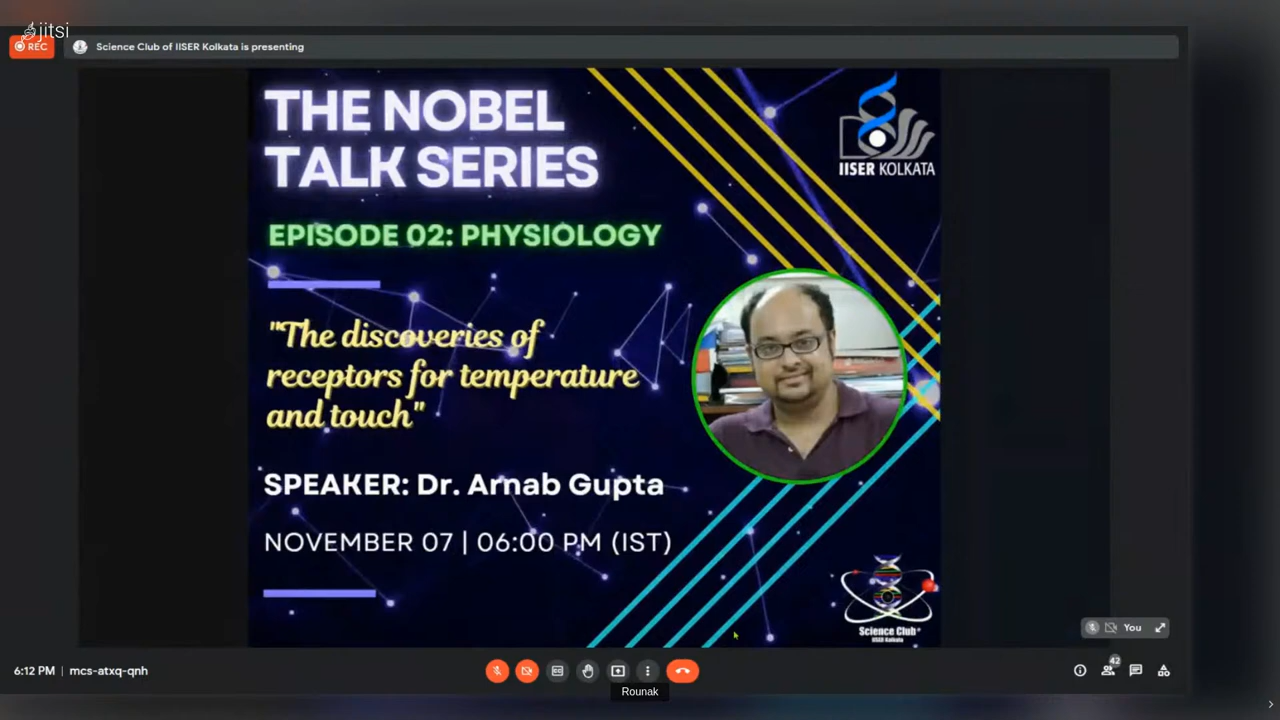 jitsi
REC
Science Club of IISER Kolkata is presenting
THE NOBEL
TALK SERIES
IISER KOLKATA
EPISODE 02: PHYSIOLOGY
"The discoveries of
receptors for temperature
and touch"
SPEAKER: Dr. Arnab Gupta
NOVEMBER 07 | 06:00 PM (IST)
Science Club
IISER Kolkata
You
6:12 PM | mcs-atxq-qnh
42
Rounak